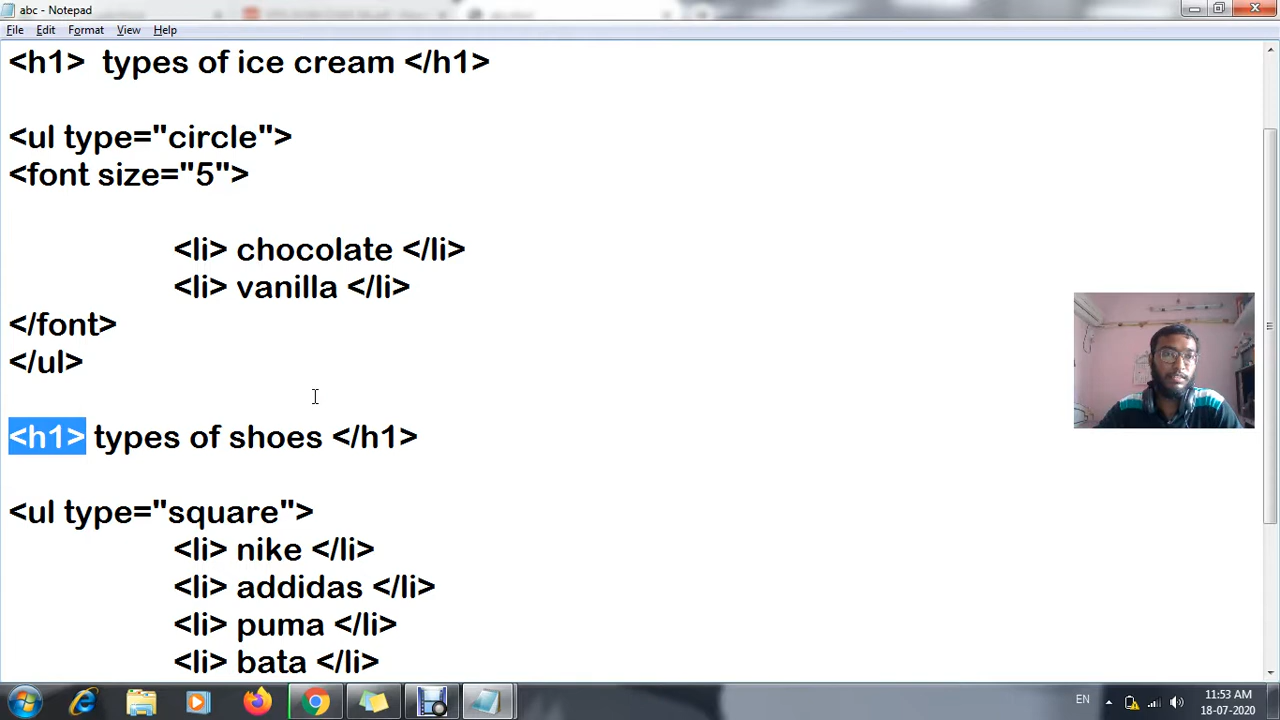 abc - Notepad
File Edit Format View Help
<h1>  types of ice cream </h1>
<ul type="circle">
<font size="5">
<li> chocolate </li>
<li> vanilla </li>
</font>
</ul>
<h1> types of shoes </h1>
<ul type="square">
<li> nike </li>
<li> addidas </li>
<li> puma </li>
<li> bata </li>
EN
11:53 AM
18-07-2020